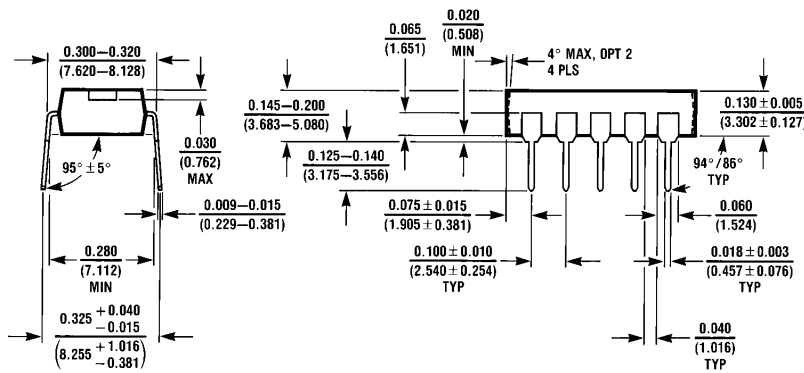 0.300–0.320
(7.620–8.128)
0.065
(1.651)
0.020
(0.508)
MIN
4° MAX, OPT 2
4 PLS
0.145–0.200
(3.683–5.080)
0.130 ± 0.005
(3.302 ± 0.127)
0.030
(0.762)
MAX
0.125–0.140
(3.175–3.556)
95° ± 5°
94°/86°
TYP
0.009–0.015
(0.229–0.381)
0.075 ± 0.015
(1.905 ± 0.381)
0.060
(1.524)
0.280
(7.112)
MIN
0.100 ± 0.010
(2.540 ± 0.254)
TYP
0.018 ± 0.003
(0.457 ± 0.076)
TYP
0.325 + 0.040
– 0.015
(8.255 + 1.016
– 0.381)
0.040
(1.016)
TYP